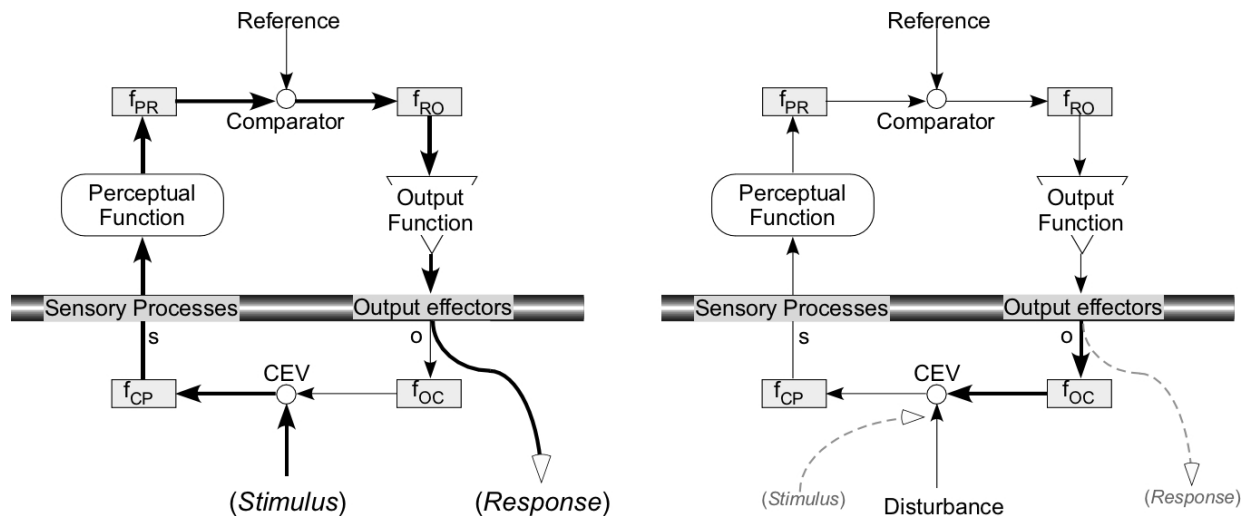 Reference
f_PR
f_RO
Comparator
Perceptual
Function
Output
Function
Sensory Processes
Output effectors
s
o
CEV
f_CP
f_OC
(Stimulus)
(Response)
Reference
f_PR
f_RO
Comparator
Perceptual
Function
Output
Function
Sensory Processes
Output effectors
s
o
CEV
f_CP
f_OC
(Stimulus)
Disturbance
(Response)